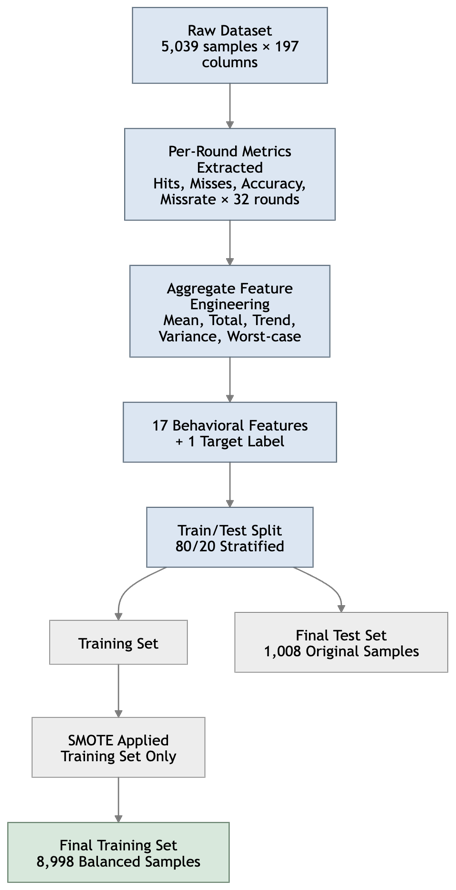 Raw Dataset
5,039 samples × 197
columns
Per-Round Metrics
Extracted
Hits, Misses, Accuracy,
Missrate × 32 rounds
Aggregate Feature
Engineering
Mean, Total, Trend,
Variance, Worst-case
17 Behavioral Features
+ 1 Target Label
Train/Test Split
80/20 Stratified
Training Set
Final Test Set
1,008 Original Samples
SMOTE Applied
Training Set Only
Final Training Set
8,998 Balanced Samples